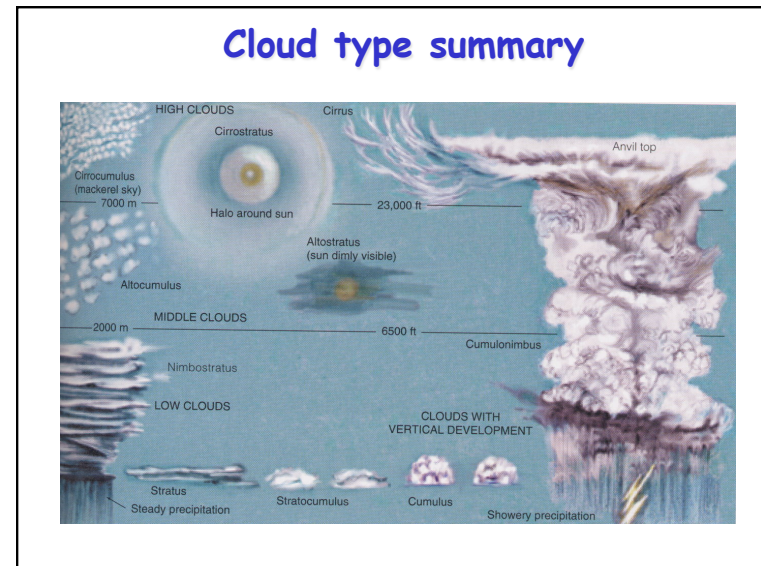 Cloud type summary
HIGH CLOUDS
Cirrus
Cirrostratus
Anvil top
Cirrocumulus
(mackerel sky)
7000 m
23,000 ft
Halo around sun
Altostratus
(sun dimly visible)
Altocumulus
MIDDLE CLOUDS
2000 m
6500 ft
Cumulonimbus
Nimbostratus
LOW CLOUDS
CLOUDS WITH
VERTICAL DEVELOPMENT
Stratus
Stratocumulus
Cumulus
Steady precipitation
Showery precipitation